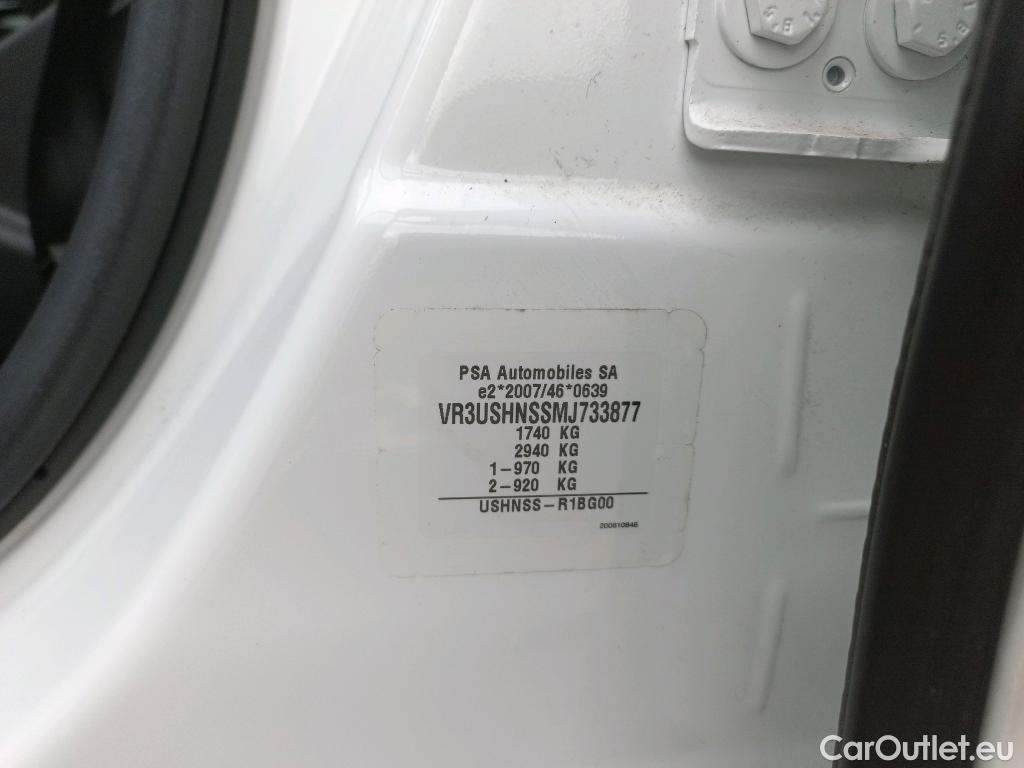 PSA Automobiles SA
e2*2007/46*0639
VR3USHNSSMJ733877
1740 KG
2940 KG
1-970 KG
2-920 KG
USHNSS-R1BG00
200810846
CarOutlet.eu